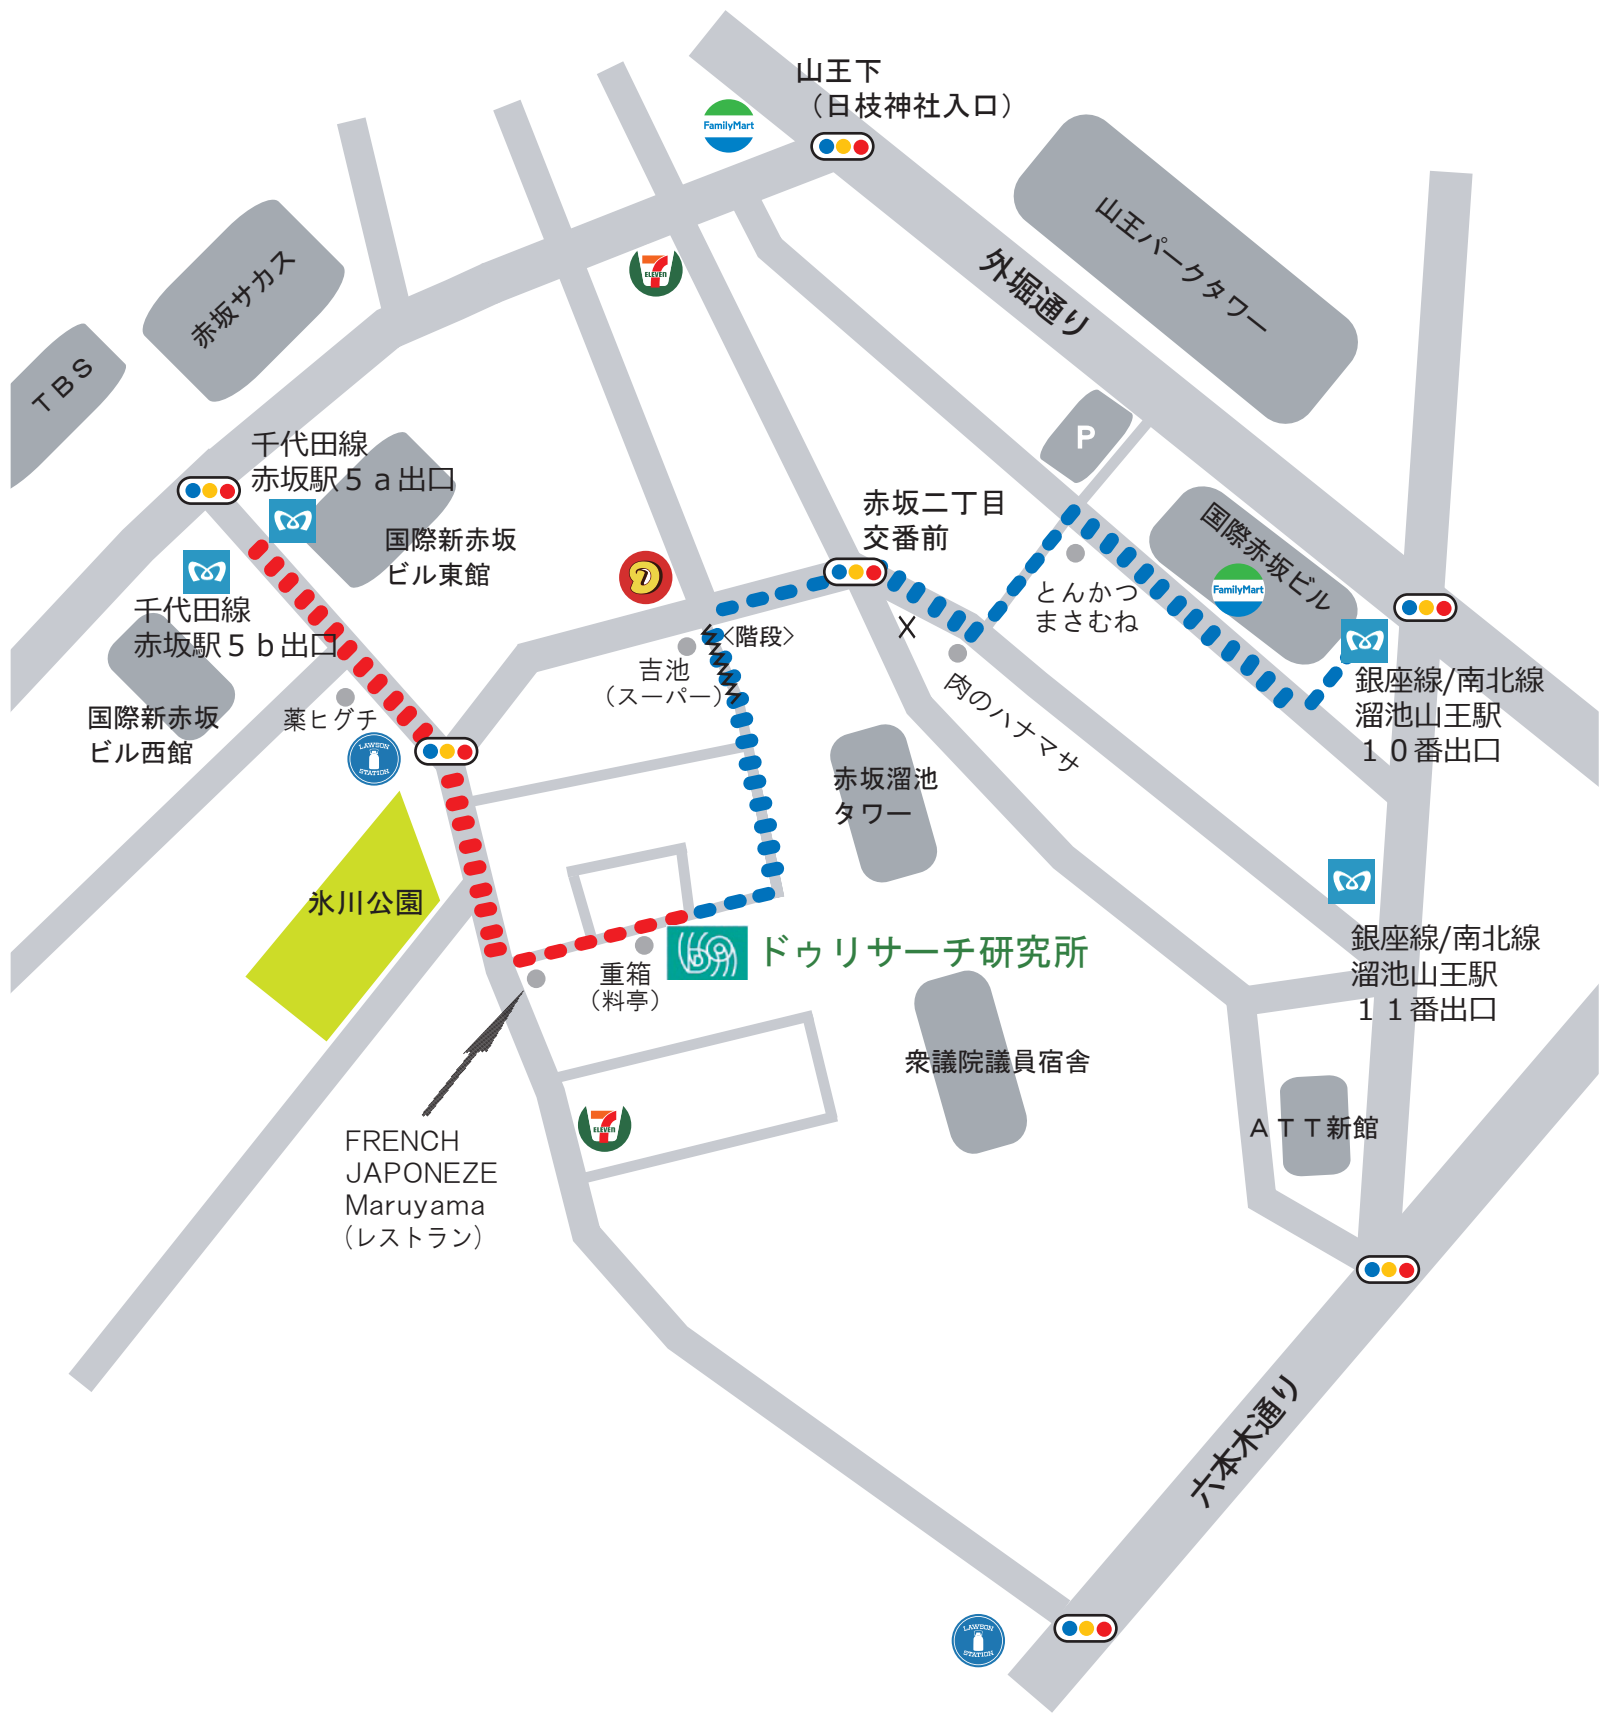 山王下
（日枝神社入口）
FamilyMart
山王パークタワー
外堀通り
赤坂サカス
TBS
7
ELEVEN
P
千代田線
赤坂駅５ａ出口
国際新赤坂
ビル東館
千代田線
赤坂駅５ｂ出口
国際新赤坂
ビル西館
薬ヒグチ
LAWSON
STATION
赤坂二丁目
交番前
X
<階段>
吉池
（スーパー）
とんかつ
まさむね
国際赤坂ビル
FamilyMart
肉のハナマサ
銀座線/南北線
溜池山王駅
１０番出口
赤坂溜池
タワー
氷川公園
重箱
（料亭）
ドゥリサーチ研究所
銀座線/南北線
溜池山王駅
１１番出口
衆議院議員宿舎
ＡＴＴ新館
7
ELEVEN
FRENCH
JAPONEZE
Maruyama
（レストラン）
六本木通り
LAWSON
STATION